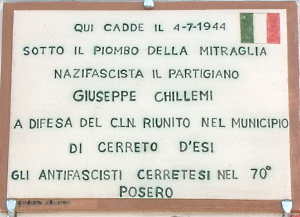 QUI CADDE IL 4-7-1944
SOTTO IL PIOMBO DELLA MITRAGLIA
NAZIFASCISTA IL PARTIGIANO
GIUSEPPE CHILLEMI
A DIFESA DEL C.L.N. RIUNITO NEL MUNICIPIO
DI CERRETO D'ESI
GLI ANTIFASCISTI CERRETESI NEL 70°
POSERO